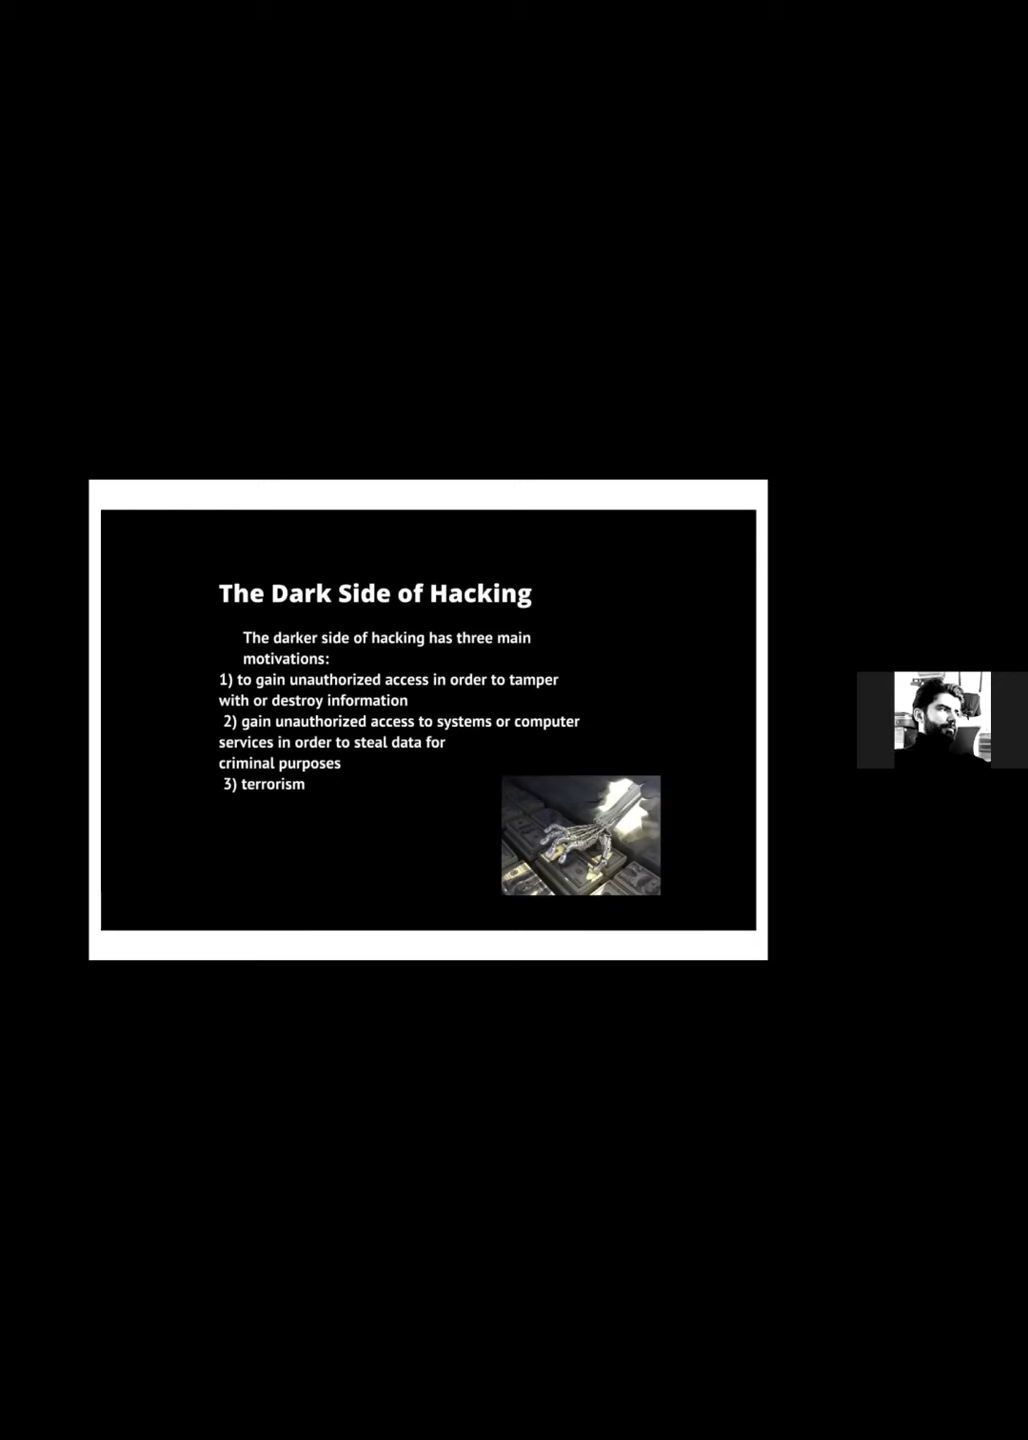 The Dark Side of Hacking
The darker side of hacking has three main
motivations:
1) to gain unauthorized access in order to tamper
with or destroy information
2) gain unauthorized access to systems or computer
services in order to steal data for
criminal purposes
3) terrorism